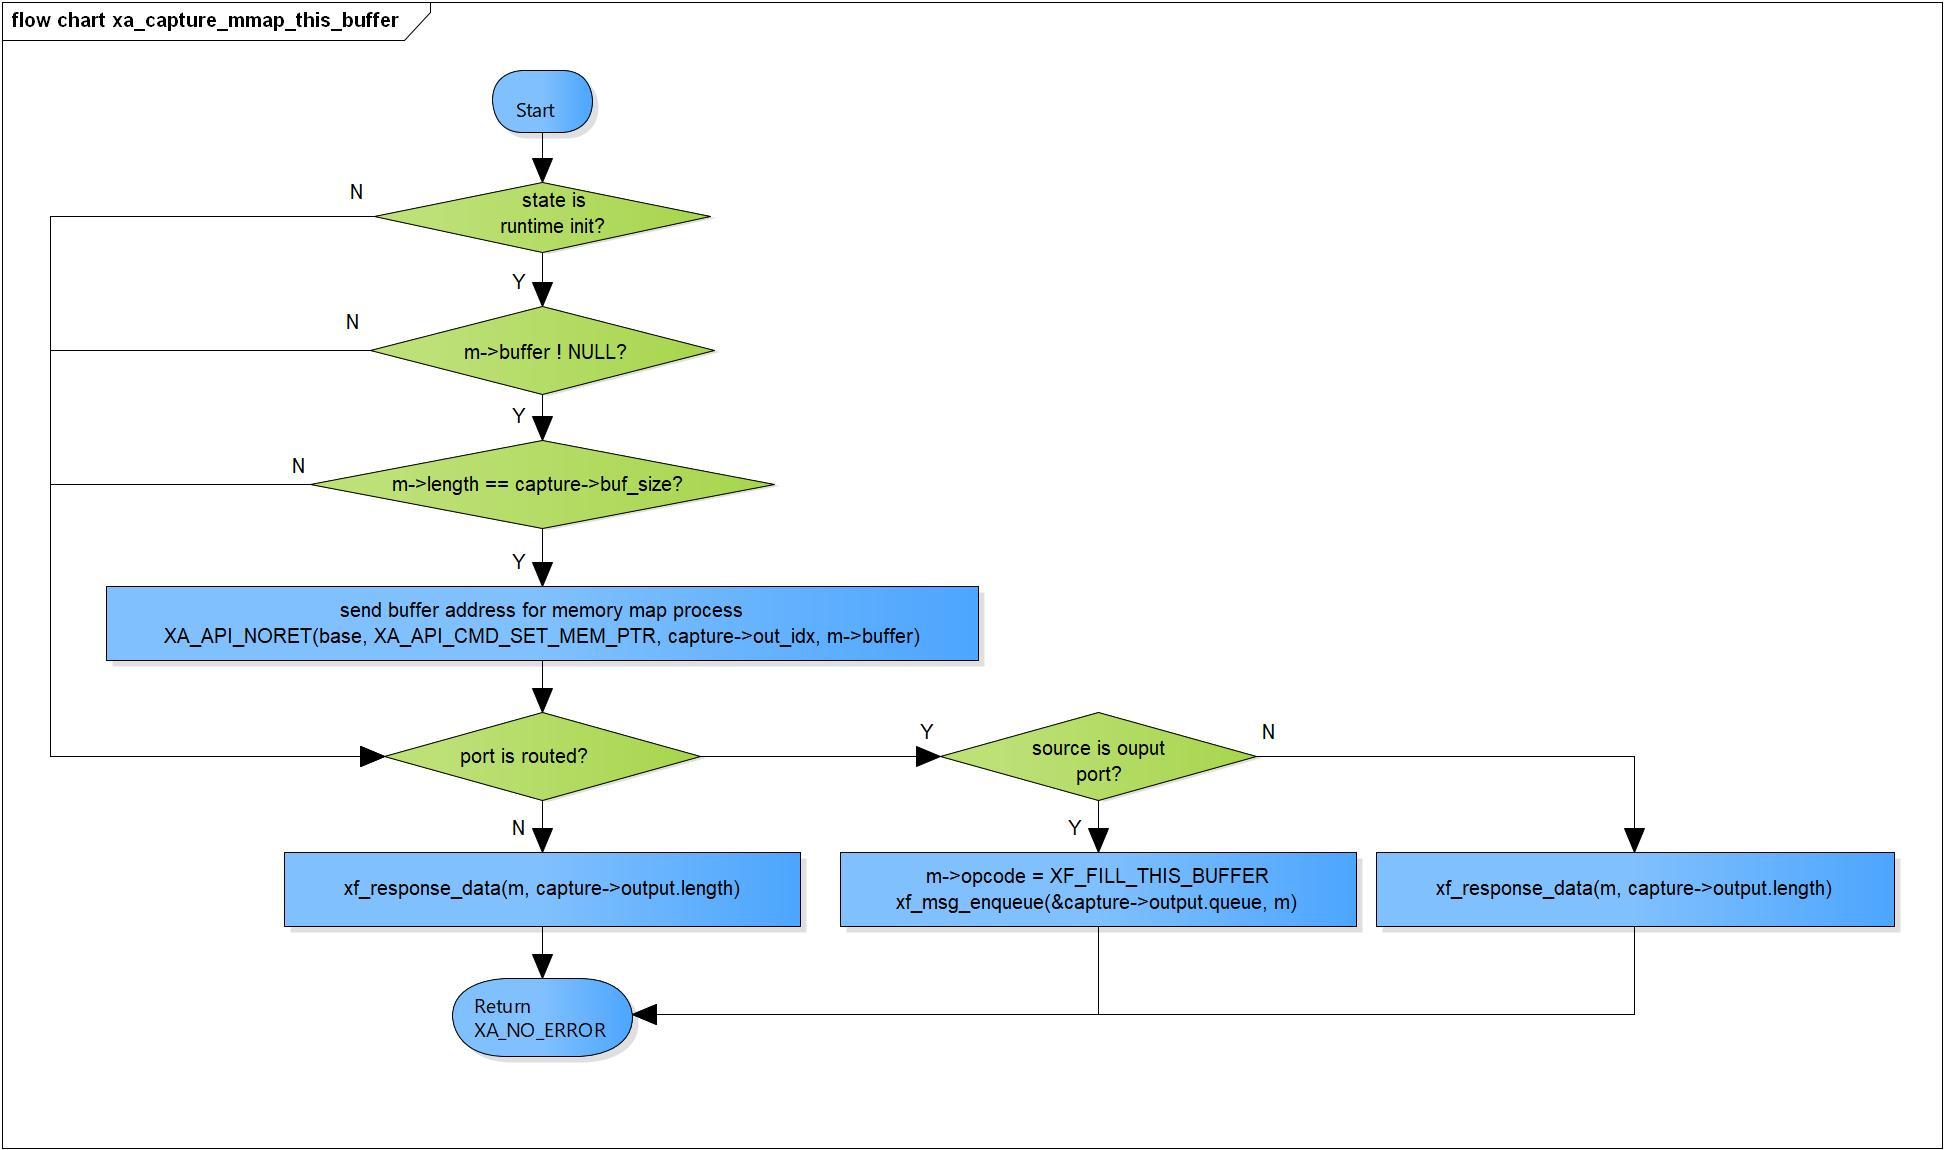 flow chart xa_capture_mmap_this_buffer
Start
N
state is
runtime init?
Y
N
m->buffer ! NULL?
Y
N
m->length == capture->buf_size?
Y
send buffer address for memory map process
XA_API_NORET(base, XA_API_CMD_SET_MEM_PTR, capture->out_idx, m->buffer)
port is routed?
Y
source is ouput
port?
N
N
Y
xf_response_data(m, capture->output.length)
m->opcode = XF_FILL_THIS_BUFFER
xf_msg_enqueue(&capture->output.queue, m)
xf_response_data(m, capture->output.length)
Return
XA_NO_ERROR